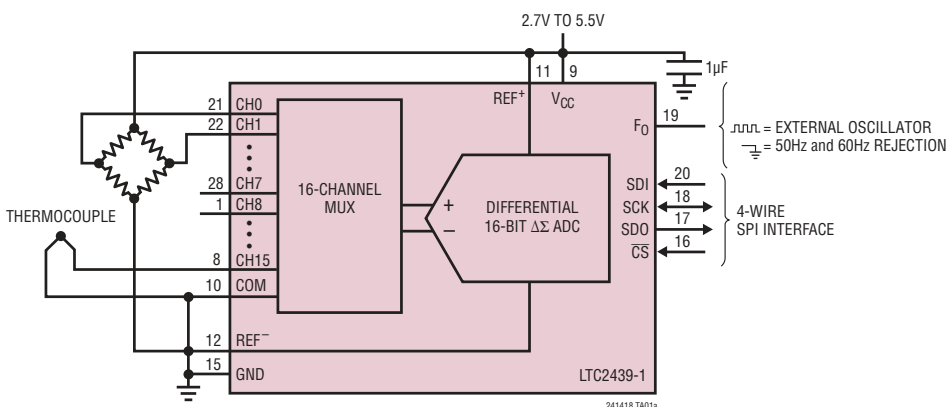 2.7V TO 5.5V
1µF
11
9
REF+
VCC
21
CH0
22
CH1
28
CH7
1
CH8
8
CH15
10
COM
12
REF−
15
GND
THERMOCOUPLE
16-CHANNEL
MUX
+
−
DIFFERENTIAL
16-BIT ΔΣ ADC
19
FO
= EXTERNAL OSCILLATOR
= 50Hz and 60Hz REJECTION
20
SDI
18
SCK
17
SDO
16
CS
4-WIRE
SPI INTERFACE
LTC2439-1
241418 TA01a